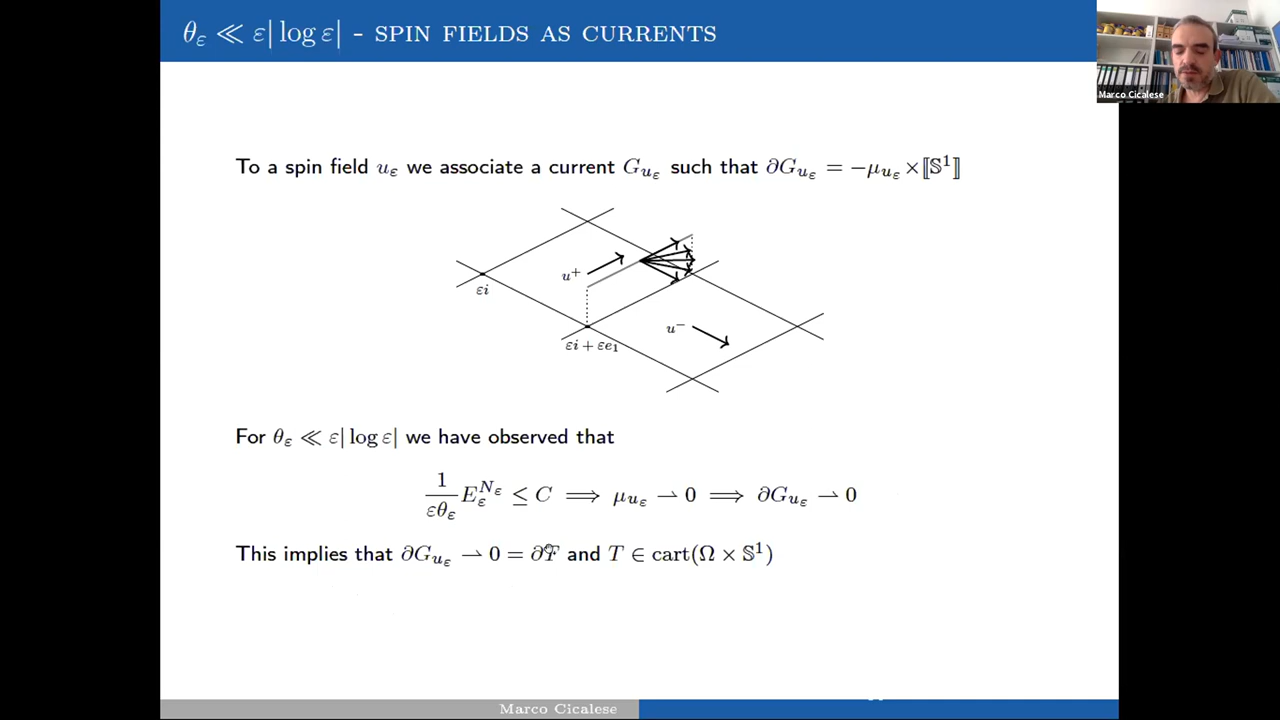 θ_ε ≪ ε|log ε| - SPIN FIELDS AS CURRENTS
Marco Cicalese
To a spin field u_ε we associate a current G_{u_ε} such that ∂G_{u_ε} = −μ_{u_ε} × ⟦𝕊¹⟧
u⁺
εi
u⁻
εi + εe₁
For θ_ε ≪ ε|log ε| we have observed that
1/(εθ_ε) E_ε^{N_ε} ≤ C ⟹ μ_{u_ε} ⇀ 0 ⟹ ∂G_{u_ε} ⇀ 0
This implies that ∂G_{u_ε} ⇀ 0 = ∂T and T ∈ cart(Ω × 𝕊¹)
Marco Cicalese